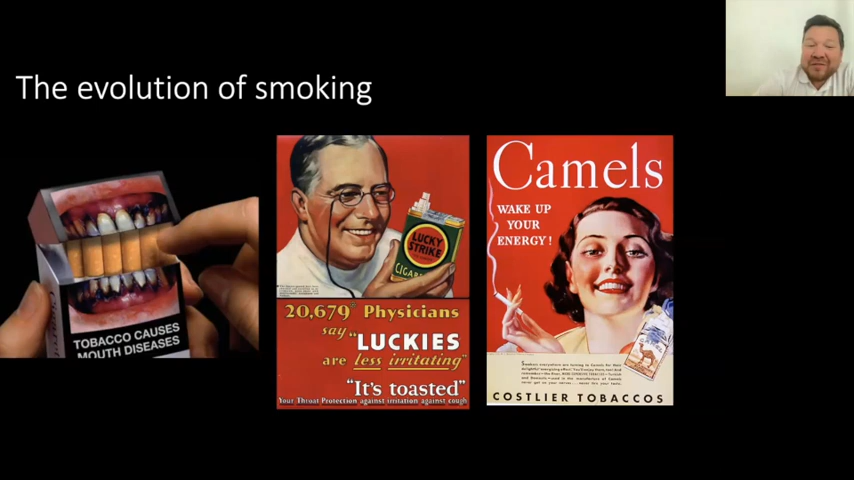 The evolution of smoking
TOBACCO CAUSES
MOUTH DISEASES
LUCKY
STRIKE
20,679* Physicians
say "LUCKIES
are less irritating"
"It's toasted"
Your Throat Protection against irritation against cough
Camels
WAKE UP
YOUR
ENERGY!
COSTLIER TOBACCOS